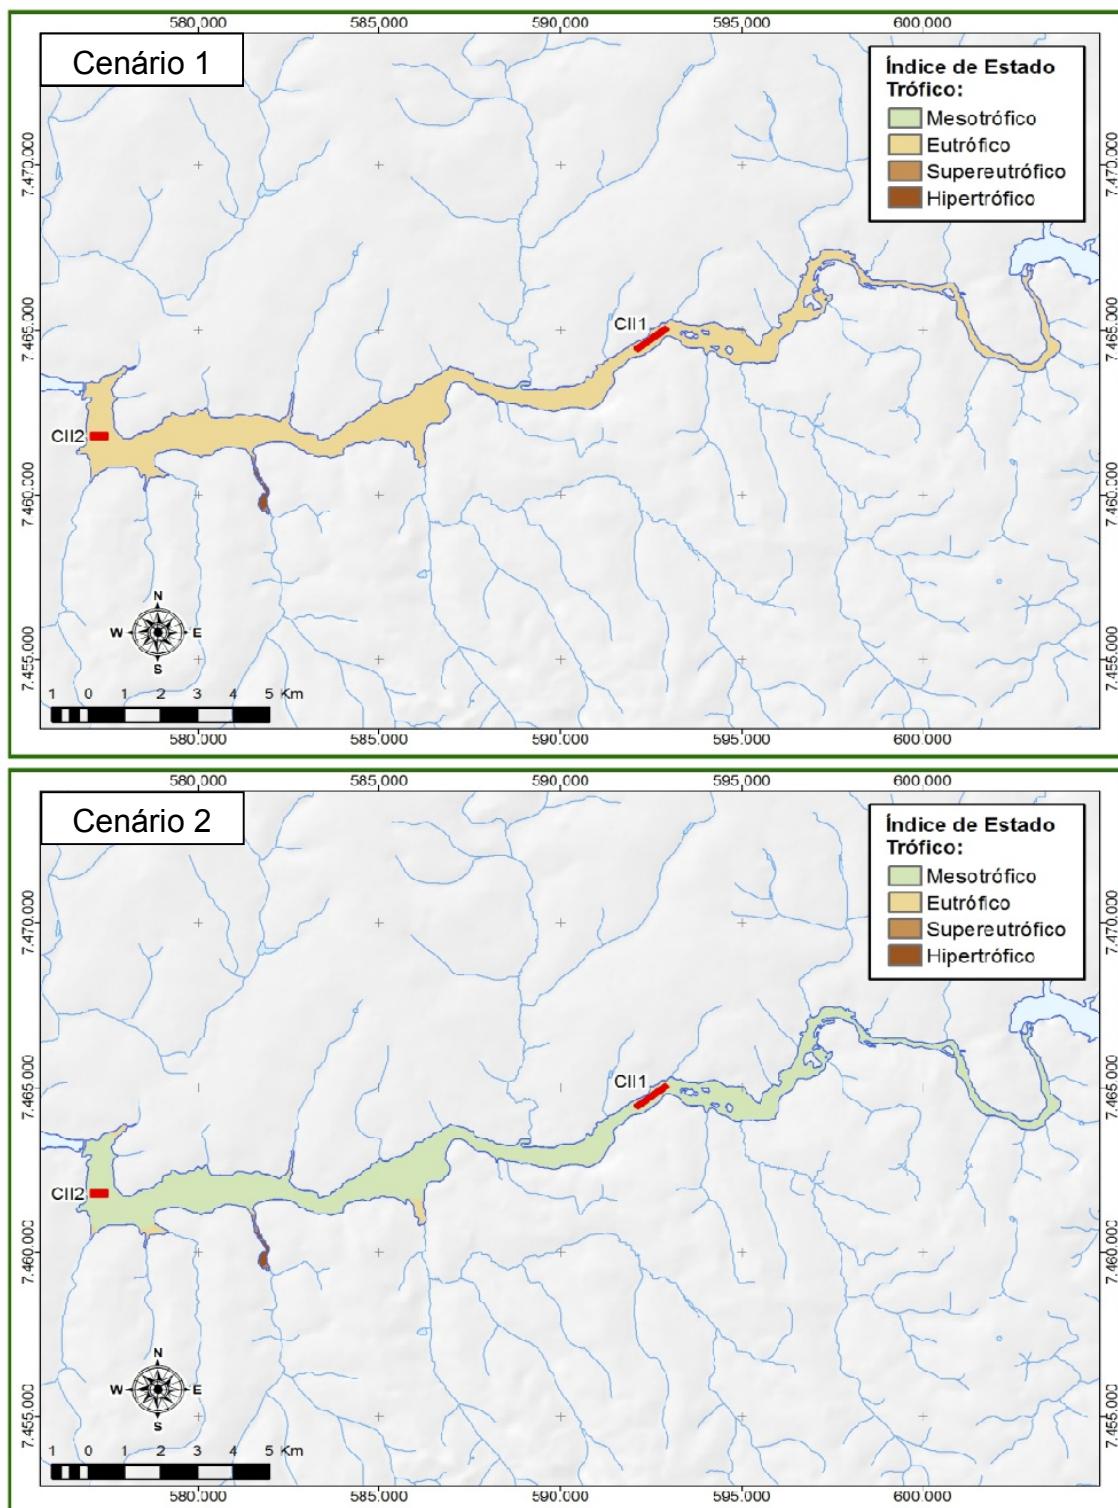 580.000 585.000 590.000 595.000 600.000
Cenário 1
Índice de Estado
Trófico:
Mesotrófico
Eutrófico
Supereutrófico
Hipertrófico
7.470.000 7.470.000
7.465.000 7.465.000
7.460.000 7.460.000
7.455.000 7.455.000
CII1
CII2
N
W E
S
1 0 1 2 3 4 5 Km
580.000 585.000 590.000 595.000 600.000
580.000 585.000 590.000 595.000 600.000
Cenário 2
Índice de Estado
Trófico:
Mesotrófico
Eutrófico
Supereutrófico
Hipertrófico
7.470.000 7.470.000
7.465.000 7.465.000
7.460.000 7.460.000
7.455.000 7.455.000
CII1
CII2
N
W E
S
1 0 1 2 3 4 5 Km
580.000 585.000 590.000 595.000 600.000